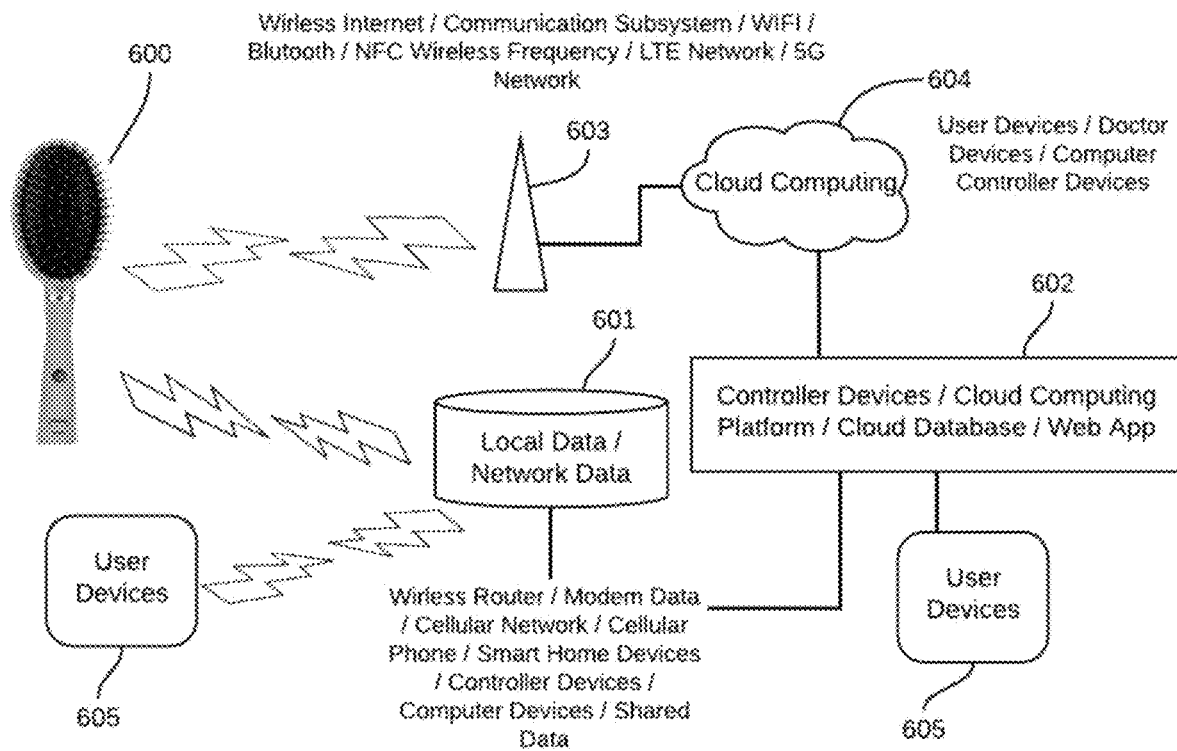 Wirless Internet / Communication Subsystem / WIFI /
Blutooth / NFC Wireless Frequency / LTE Network / 5G
Network
600
604
603
User Devices / Doctor
Devices / Computer
Controller Devices
Cloud Computing
602
601
Controller Devices / Cloud Computing
Platform / Cloud Database / Web App
Local Data /
Network Data
User
Devices
User
Devices
Wirless Router / Modem Data
/ Cellular Network / Cellular
Phone / Smart Home Devices
/ Controller Devices /
Computer Devices / Shared
Data
605
605